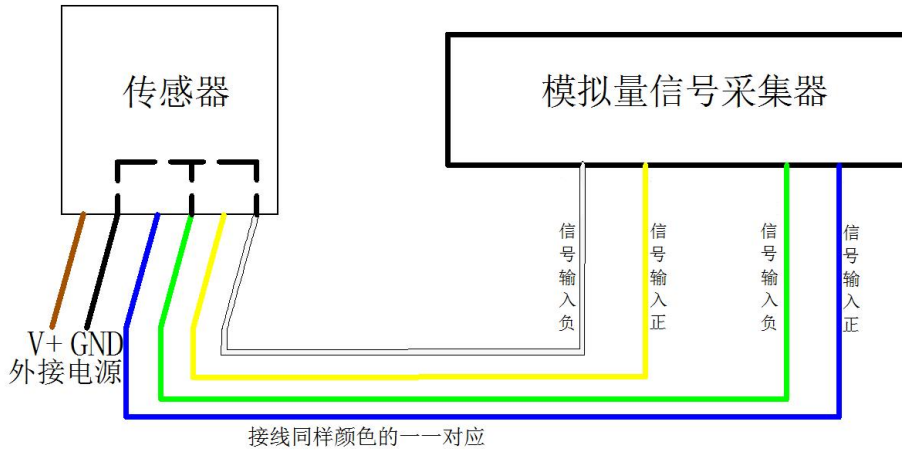 传感器
模拟量信号采集器
信号输入负
信号输入正
信号输入负
信号输入正
V+ GND
外接电源
接线同样颜色的一一对应